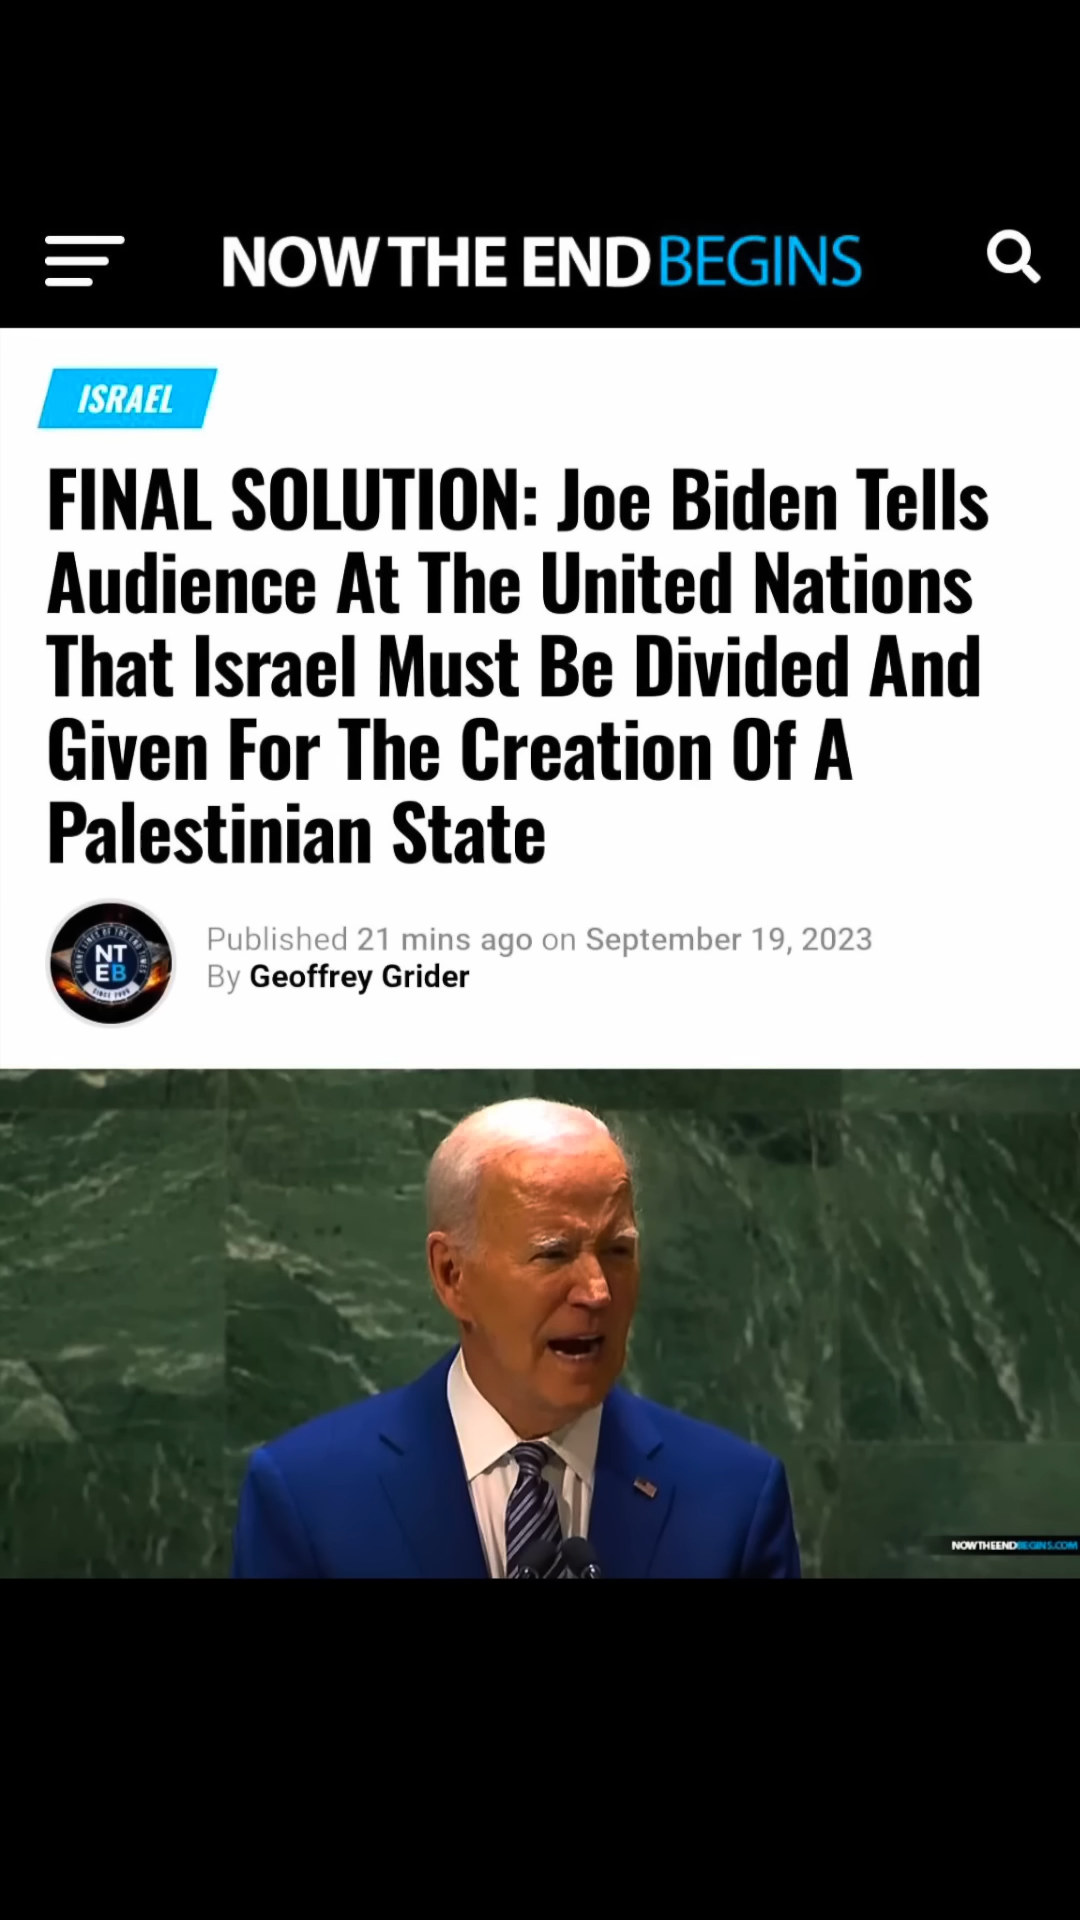 NOW THE END BEGINS
ISRAEL
FINAL SOLUTION: Joe Biden Tells
Audience At The United Nations
That Israel Must Be Divided And
Given For The Creation Of A
Palestinian State
NT
EB
Published 21 mins ago on September 19, 2023
By Geoffrey Grider
NOWTHEENDBEGINS.COM